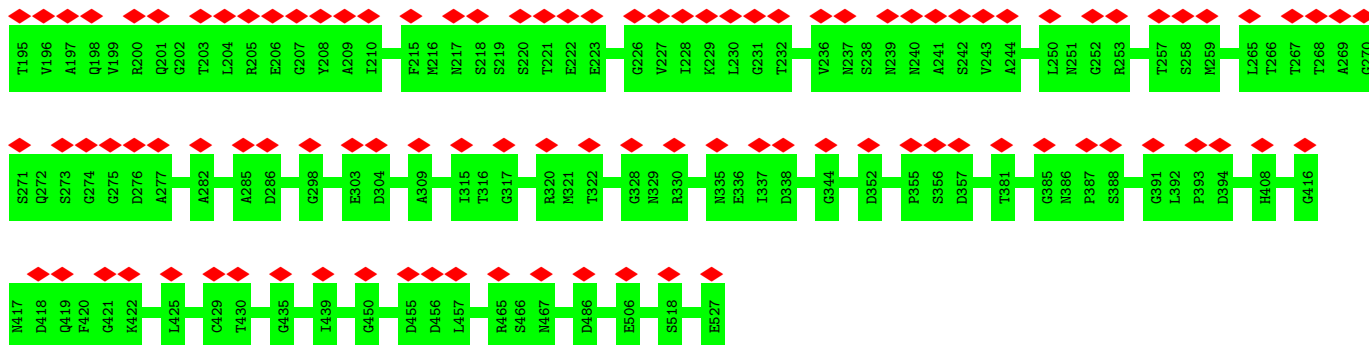 T195 V196 A197 Q198 V199 R200 Q201 G202 T203 L204 R205 E206 G207 Y208 A209 I210 F215 M216 N217 S218 S219 S220 T221 E222 E223 G226 V227 I228 K229 L230 G231 T232 V236 N237 S238 N239 N240 A241 S242 V243 A244 L250 N251 G252 R253 T257 S258 M259 L265 T266 T267 T268 A269 G270
S271 Q272 S273 G274 G275 D276 A277 A282 A285 D286 G298 E303 D304 A309 I315 T316 G317 R320 M321 T322 G328 N329 R330 N335 E336 I337 D338 G344 D352 P355 S356 D357 T381 G385 N386 P387 S388 G391 L392 P393 D394 H408 G416
N417 D418 Q419 F420 G421 K422 L425 C429 T430 G435 I439 G450 D455 D456 L457 R465 S466 N467 D486 E506 S518 E527